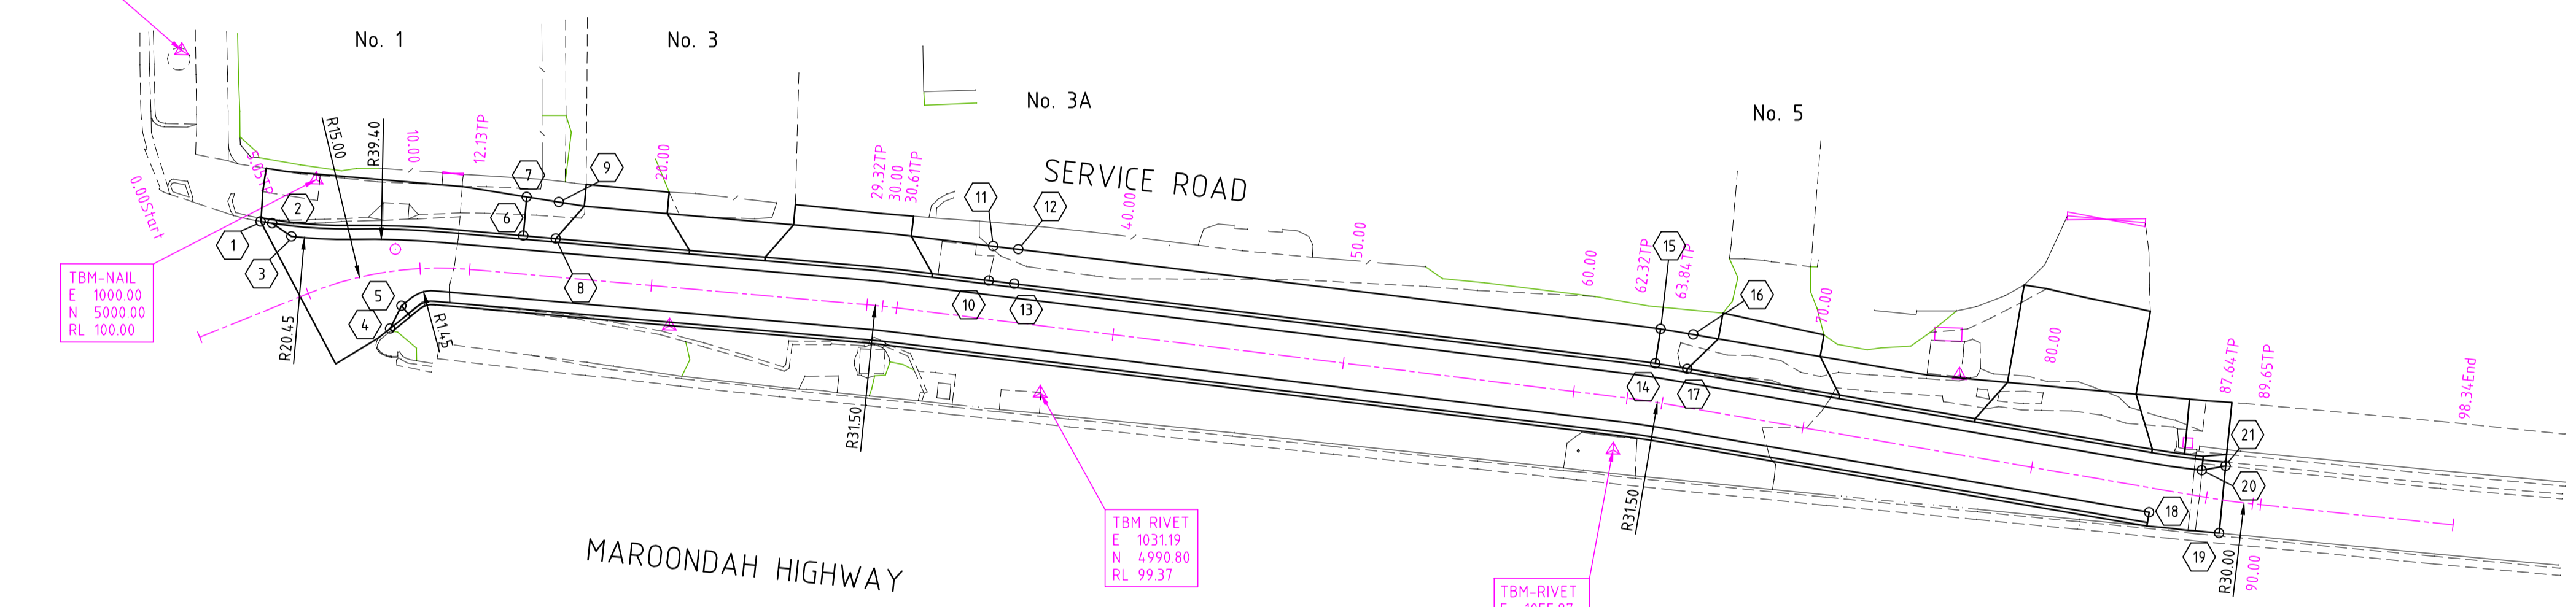 No. 1
No. 3
No. 3A
No. 5
SERVICE ROAD
MAROONDAH HIGHWAY
0.00Start
5.05TP
R15.00
R39.40
10.00
12.13TP
20.00
29.32TP
30.00
30.61TP
40.00
50.00
60.00
62.32TP
63.84TP
70.00
80.00
87.64TP
89.65TP
98.34End
90.00
R20.45
R1.45
R31.50
R31.50
R30.00
1
2
3
4
5
6
7
8
9
10
11
12
13
14
15
16
17
18
19
20
21
TBM-NAIL
E 1000.00
N 5000.00
RL 100.00
TBM RIVET
E 1031.19
N 4990.80
RL 99.37
TBM-RIVET